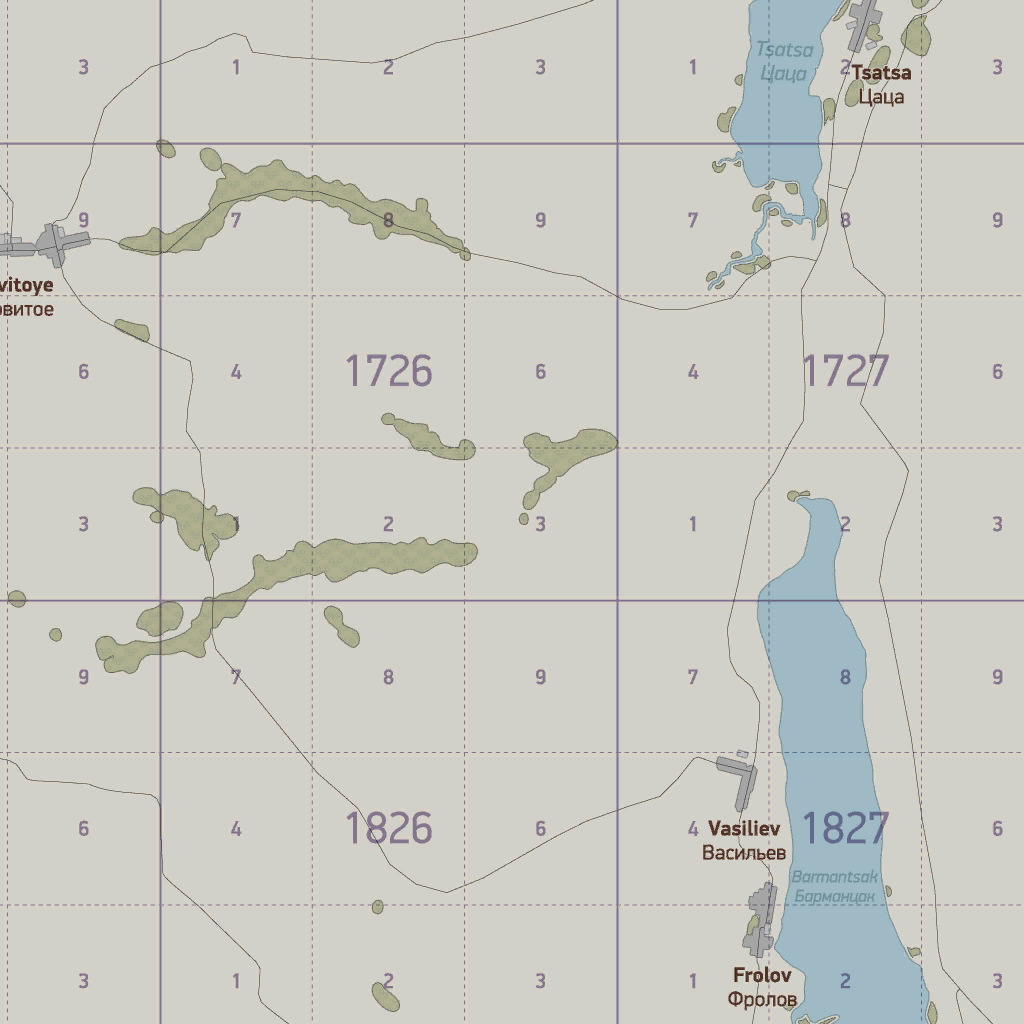 Tsatsa
Цаца
3 1 2 3 1 2 3
Tsatsa
Цаца
9 7 8 9 7 8 9
vitoye
овитое
6 4 1726 6 4 1727 6
3 1 2 3 1 2 3
9 7 8 9 7 8 9
6 4 1826 6 4 1827 6
Vasiliev
Васильев
Barmantsak
Барманцак
3 1 2 3 1 2 3
Frolov
Фролов